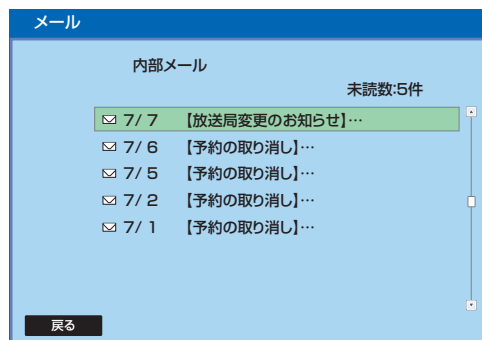 メール
内部メール
未読数:5件
7/ 7 【放送局変更のお知らせ】…
7/ 6 【予約の取り消し】…
7/ 5 【予約の取り消し】…
7/ 2 【予約の取り消し】…
7/ 1 【予約の取り消し】…
戻る